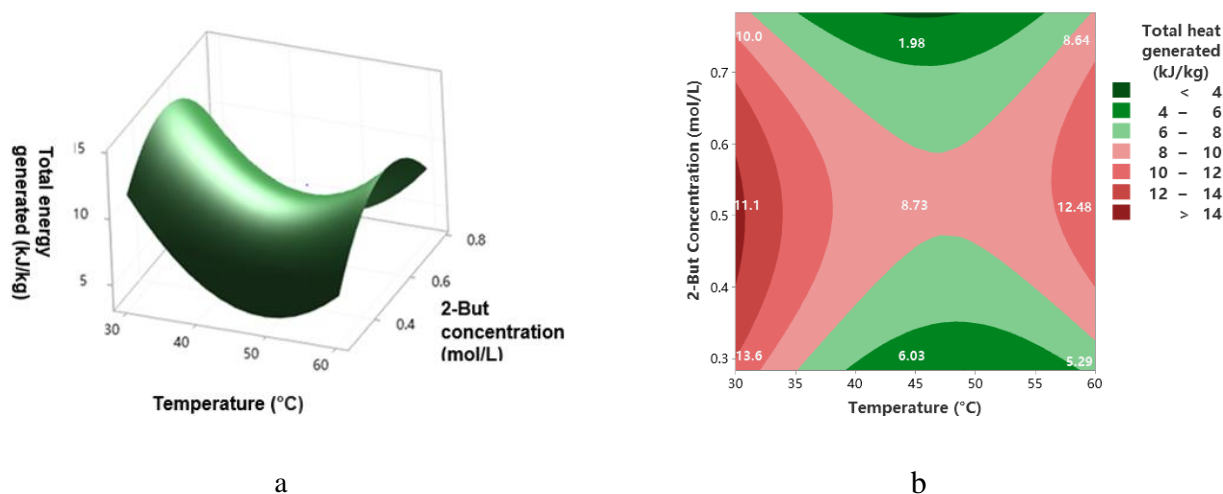 Total energy
generated (kJ/kg)
15
10
5
30
40
50
60
0.4
0.6
0.8
2-But
concentration
(mol/L)
Temperature (°C)
a
2-But Concentration (mol/L)
0.7
0.6
0.5
0.4
0.3
10.0
1.98
8.64
11.1
8.73
12.48
13.6
6.03
5.29
30
35
40
45
50
55
60
Temperature (°C)
Total heat
generated
(kJ/kg)
< 4
4 – 6
6 – 8
8 – 10
10 – 12
12 – 14
> 14
b